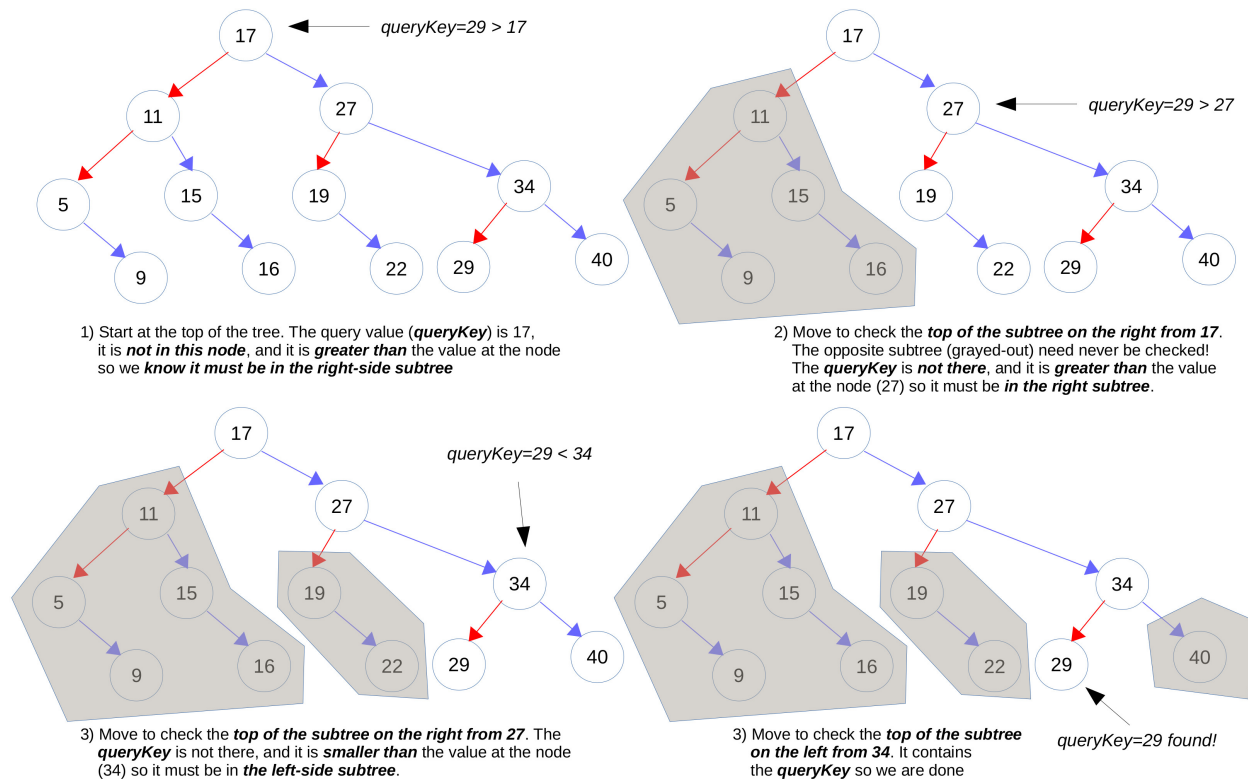 17
queryKey=29 > 17
11
27
5
15
19
34
9
16
22
29
40
1) Start at the top of the tree. The query value (queryKey) is 17,
it is not in this node, and it is greater than the value at the node
so we know it must be in the right-side subtree
17
27
queryKey=29 > 27
11
5
15
19
34
9
16
22
29
40
2) Move to check the top of the subtree on the right from 17.
The opposite subtree (grayed-out) need never be checked!
The queryKey is not there, and it is greater than the value
at the node (27) so it must be in the right subtree.
17
queryKey=29 < 34
11
27
5
15
19
34
9
16
22
29
40
3) Move to check the top of the subtree on the right from 27. The
queryKey is not there, and it is smaller than the value at the node
(34) so it must be in the left-side subtree.
17
11
27
5
15
19
34
9
16
22
29
40
3) Move to check the top of the subtree
on the left from 34. It contains
the queryKey so we are done
queryKey=29 found!